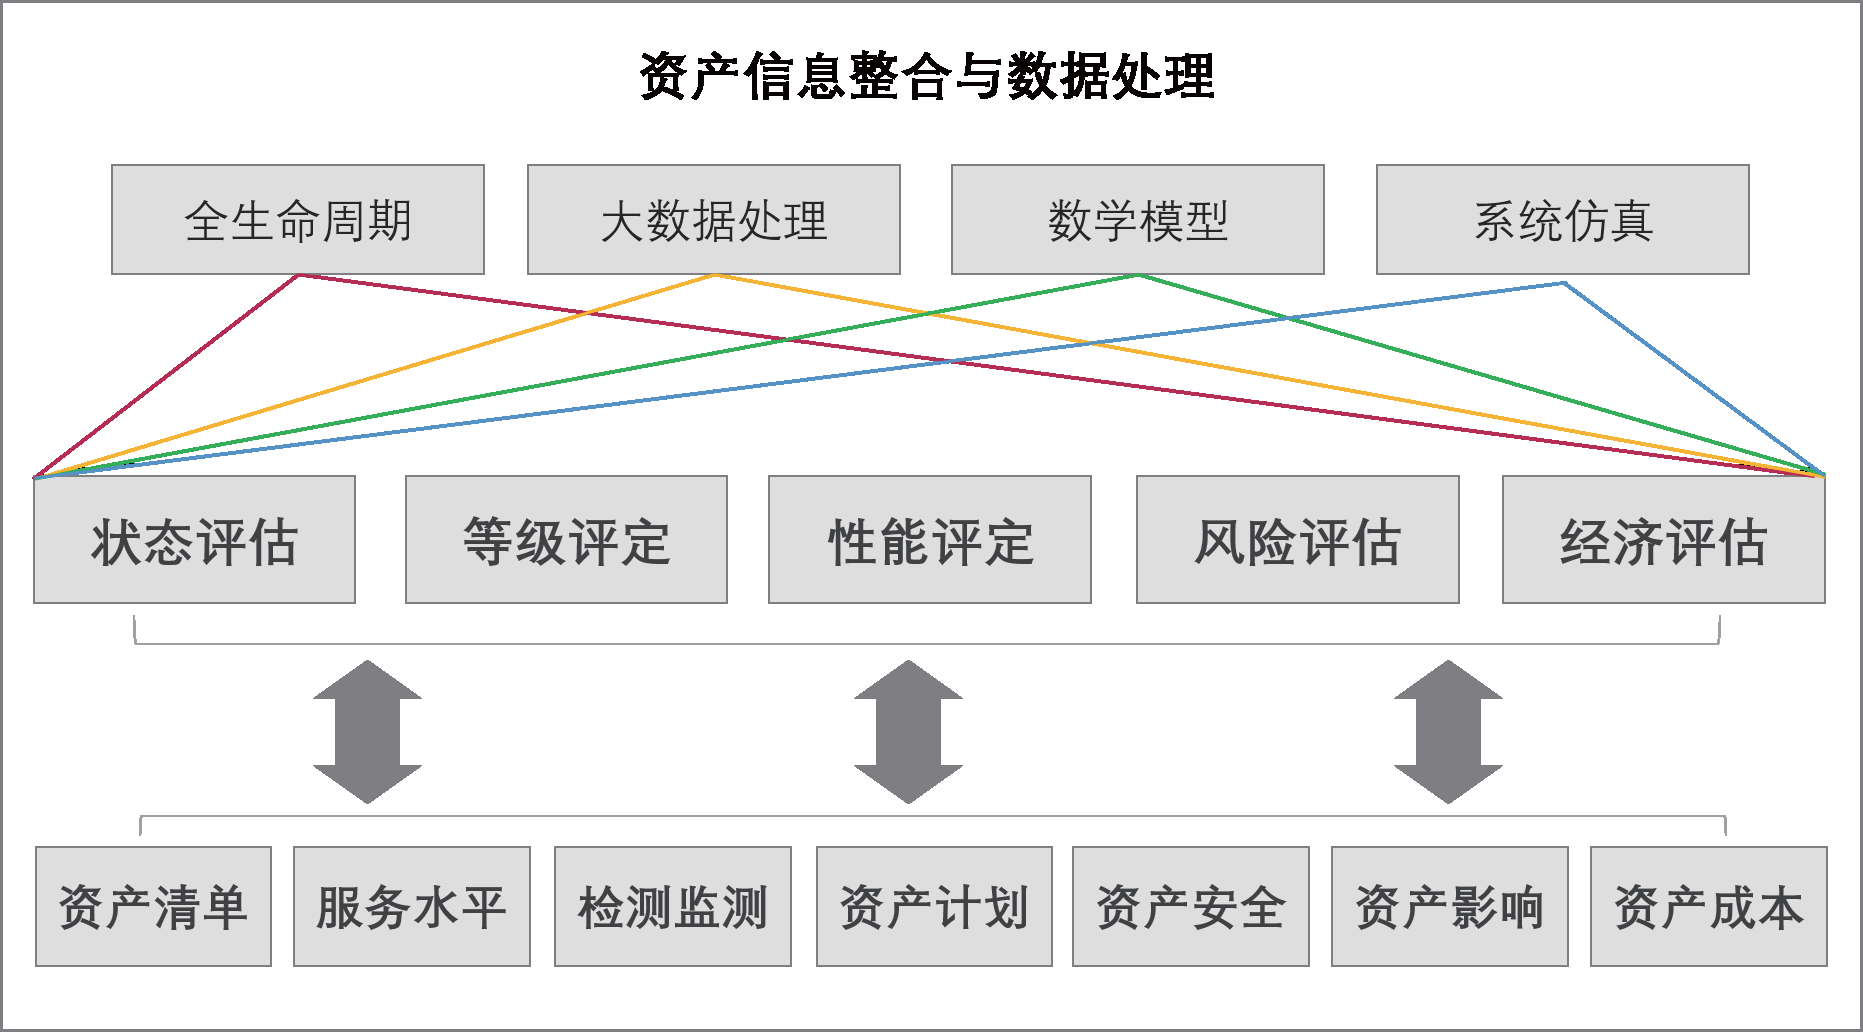 资产信息整合与数据处理
全生命周期 大数据处理 数学模型 系统仿真
状态评估 等级评定 性能评定 风险评估 经济评估
资产清单 服务水平 检测监测 资产计划 资产安全 资产影响 资产成本